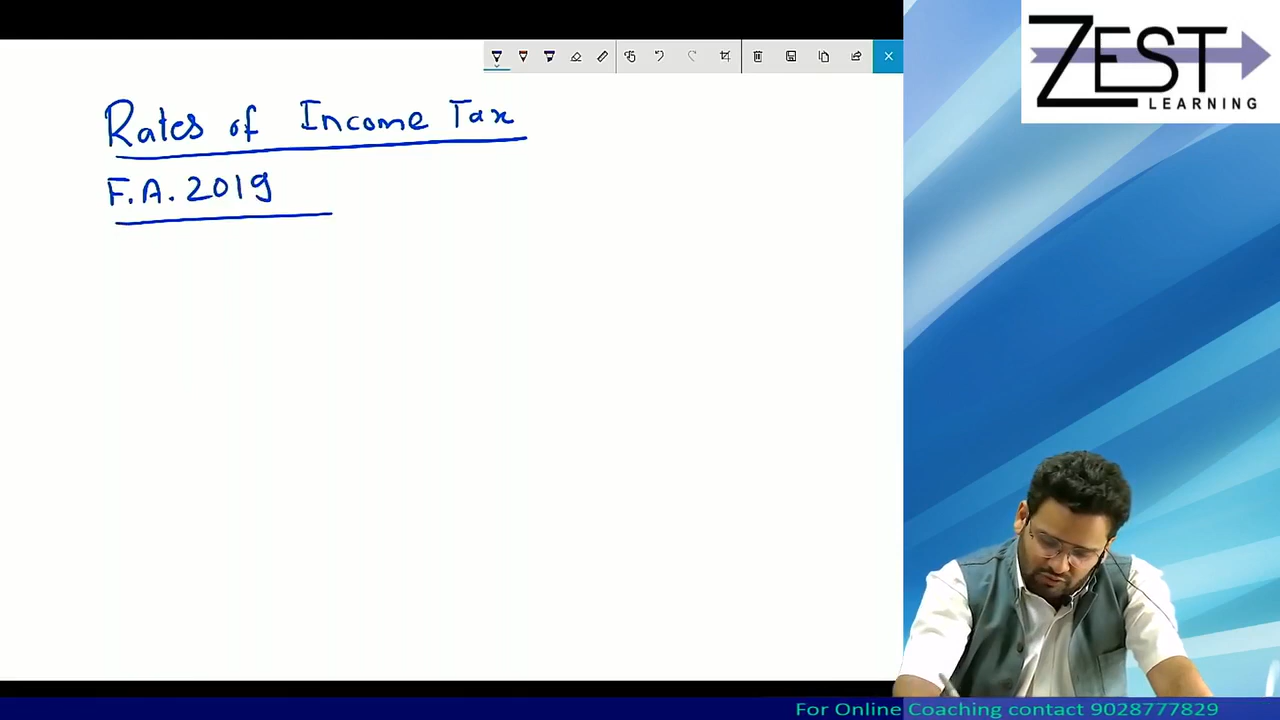 ZEST
LEARNING
Rates of Income Tax
F.A. 2019
For Online Coaching contact 9028777829